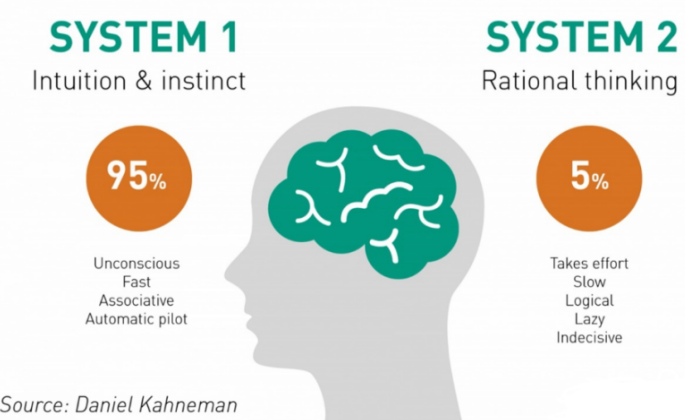 SYSTEM 1
Intuition & instinct
95%
Unconscious
Fast
Associative
Automatic pilot
SYSTEM 2
Rational thinking
5%
Takes effort
Slow
Logical
Lazy
Indecisive
Source: Daniel Kahneman